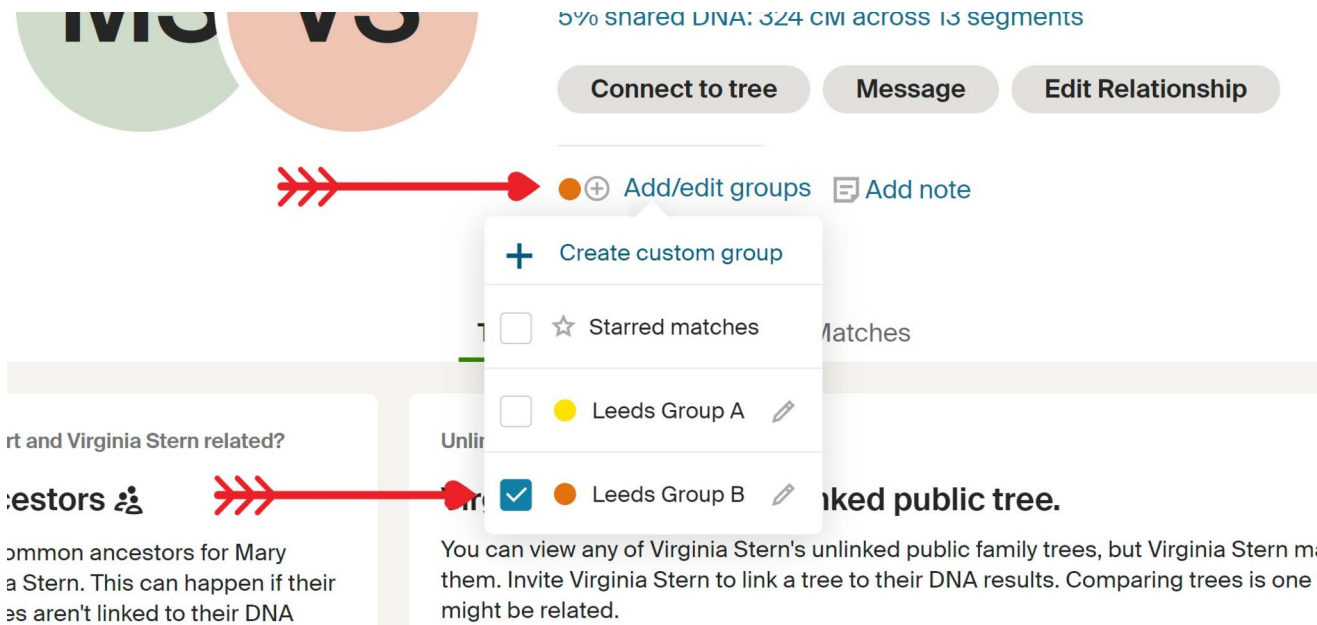 MS VS
5% shared DNA: 324 cM across 13 segments
Connect to tree Message Edit Relationship
Add/edit groups Add note
Create custom group
Starred matches
Matches
Leeds Group A
rt and Virginia Stern related?
Leeds Group B
estors
nked public tree.
ommon ancestors for Mary
a Stern. This can happen if their
es aren't linked to their DNA
You can view any of Virginia Stern's unlinked public family trees, but Virginia Stern ma
them. Invite Virginia Stern to link a tree to their DNA results. Comparing trees is one
might be related.